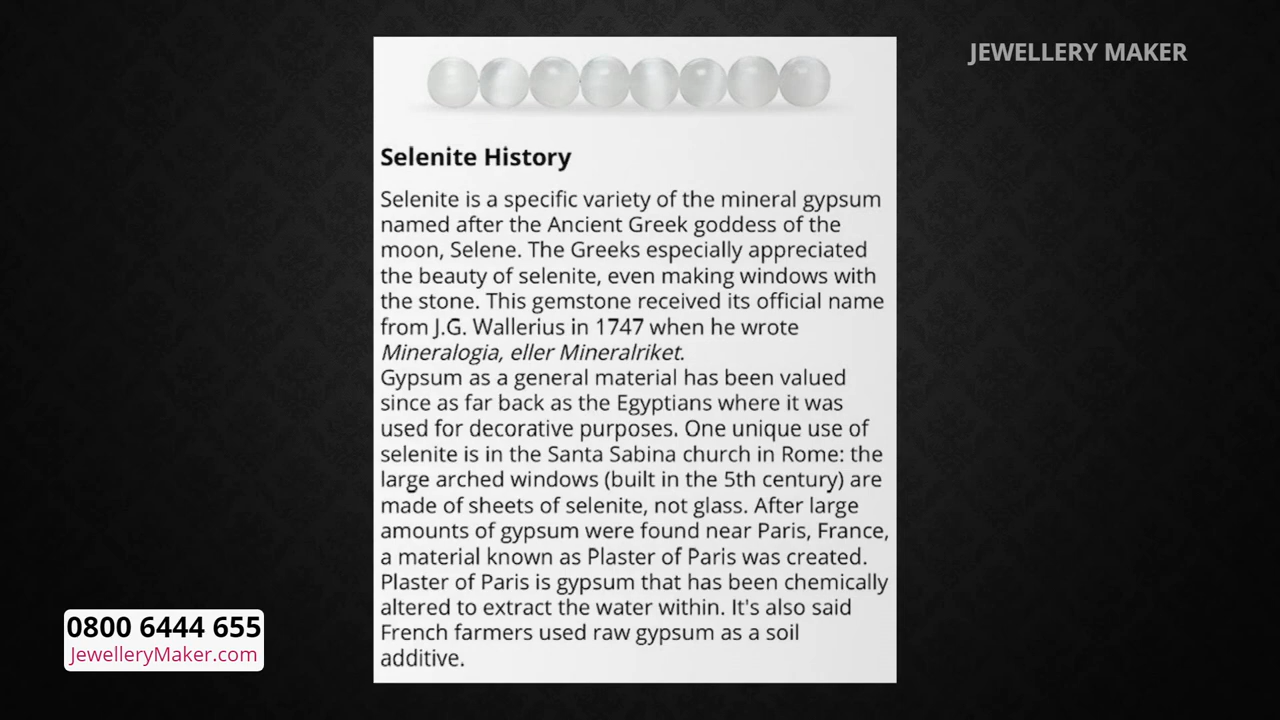 JEWELLERY MAKER
Selenite History
Selenite is a specific variety of the mineral gypsum
named after the Ancient Greek goddess of the
moon, Selene. The Greeks especially appreciated
the beauty of selenite, even making windows with
the stone. This gemstone received its official name
from J.G. Wallerius in 1747 when he wrote
Mineralogia, eller Mineralriket.
Gypsum as a general material has been valued
since as far back as the Egyptians where it was
used for decorative purposes. One unique use of
selenite is in the Santa Sabina church in Rome: the
large arched windows (built in the 5th century) are
made of sheets of selenite, not glass. After large
amounts of gypsum were found near Paris, France,
a material known as Plaster of Paris was created.
Plaster of Paris is gypsum that has been chemically
altered to extract the water within. It's also said
French farmers used raw gypsum as a soil
additive.
0800 6444 655
JewelleryMaker.com